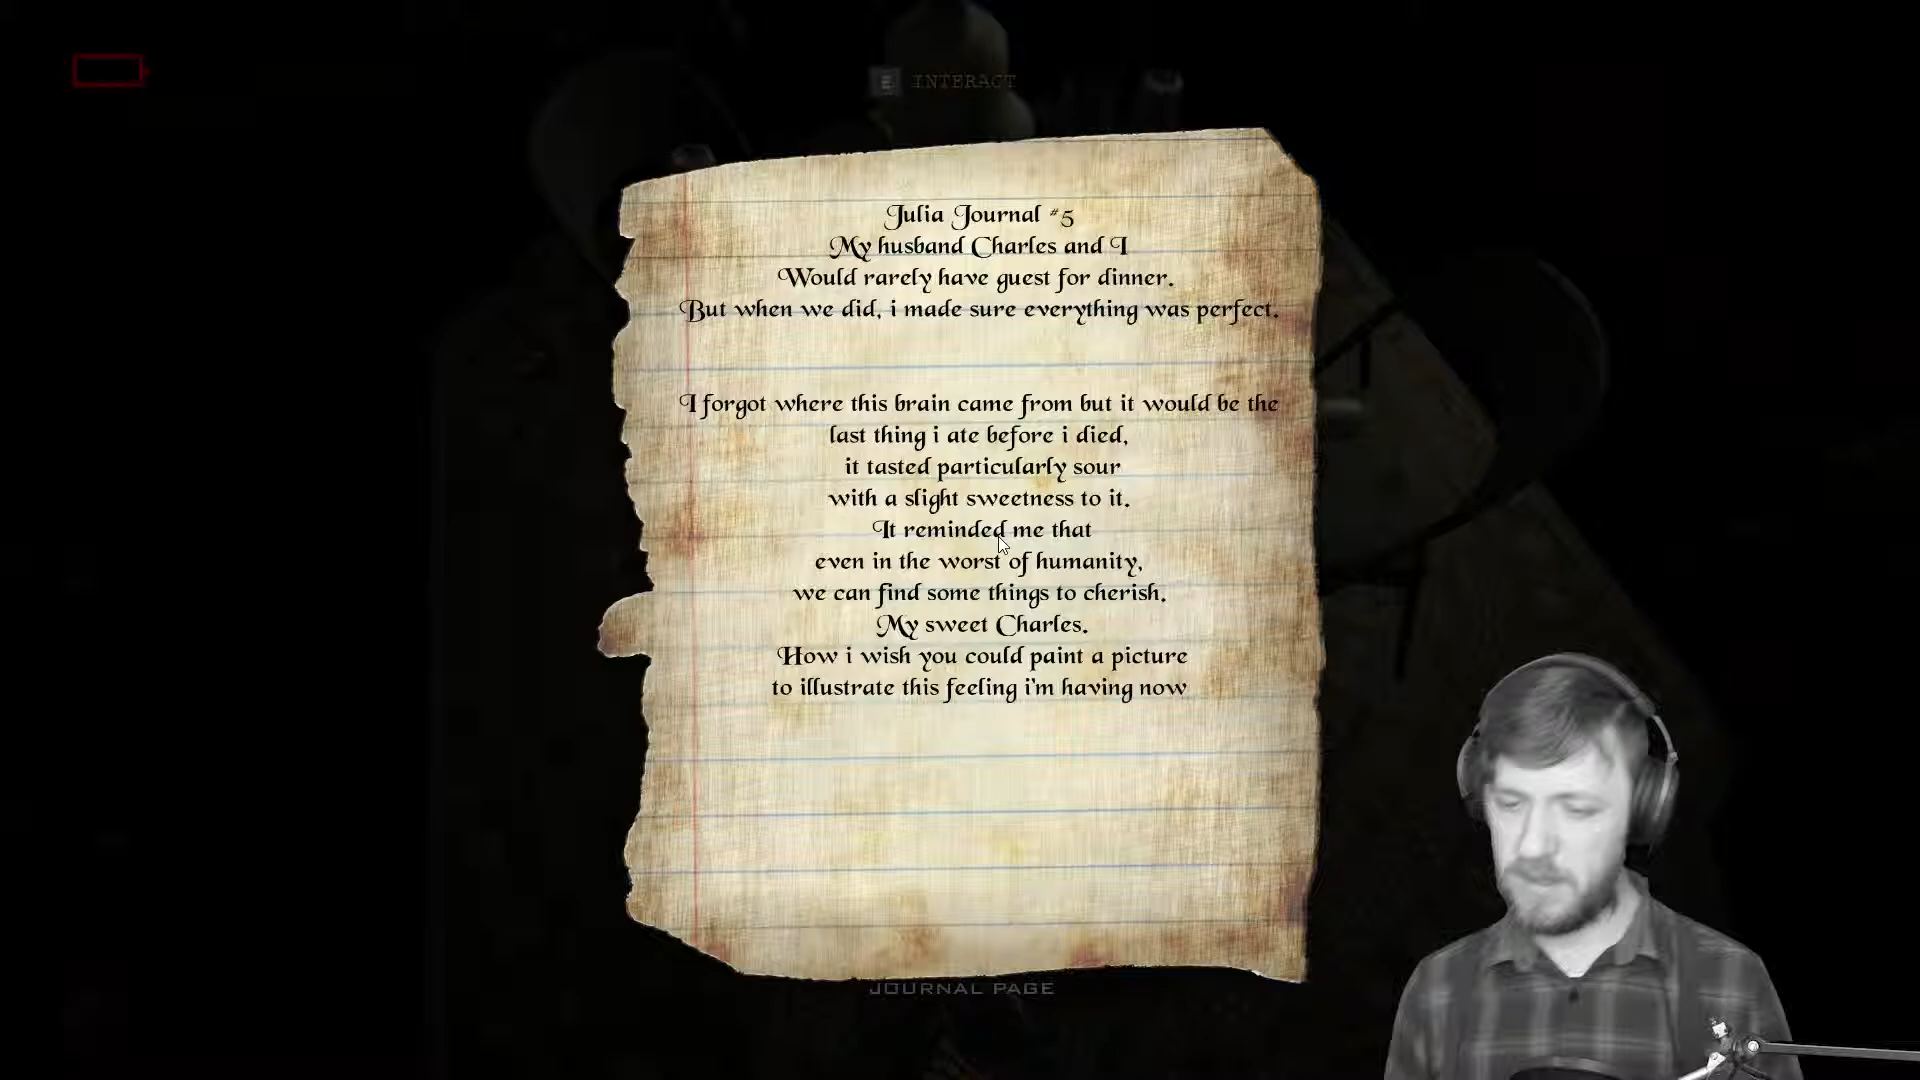 E INTERACT
Julia Journal #5
My husband Charles and I
Would rarely have guest for dinner.
But when we did, i made sure everything was perfect.
I forgot where this brain came from but it would be the
last thing i ate before i died,
it tasted particularly sour
with a slight sweetness to it.
It reminded me that
even in the worst of humanity,
we can find some things to cherish.
My sweet Charles.
How i wish you could paint a picture
to illustrate this feeling i'm having now
JOURNAL PAGE